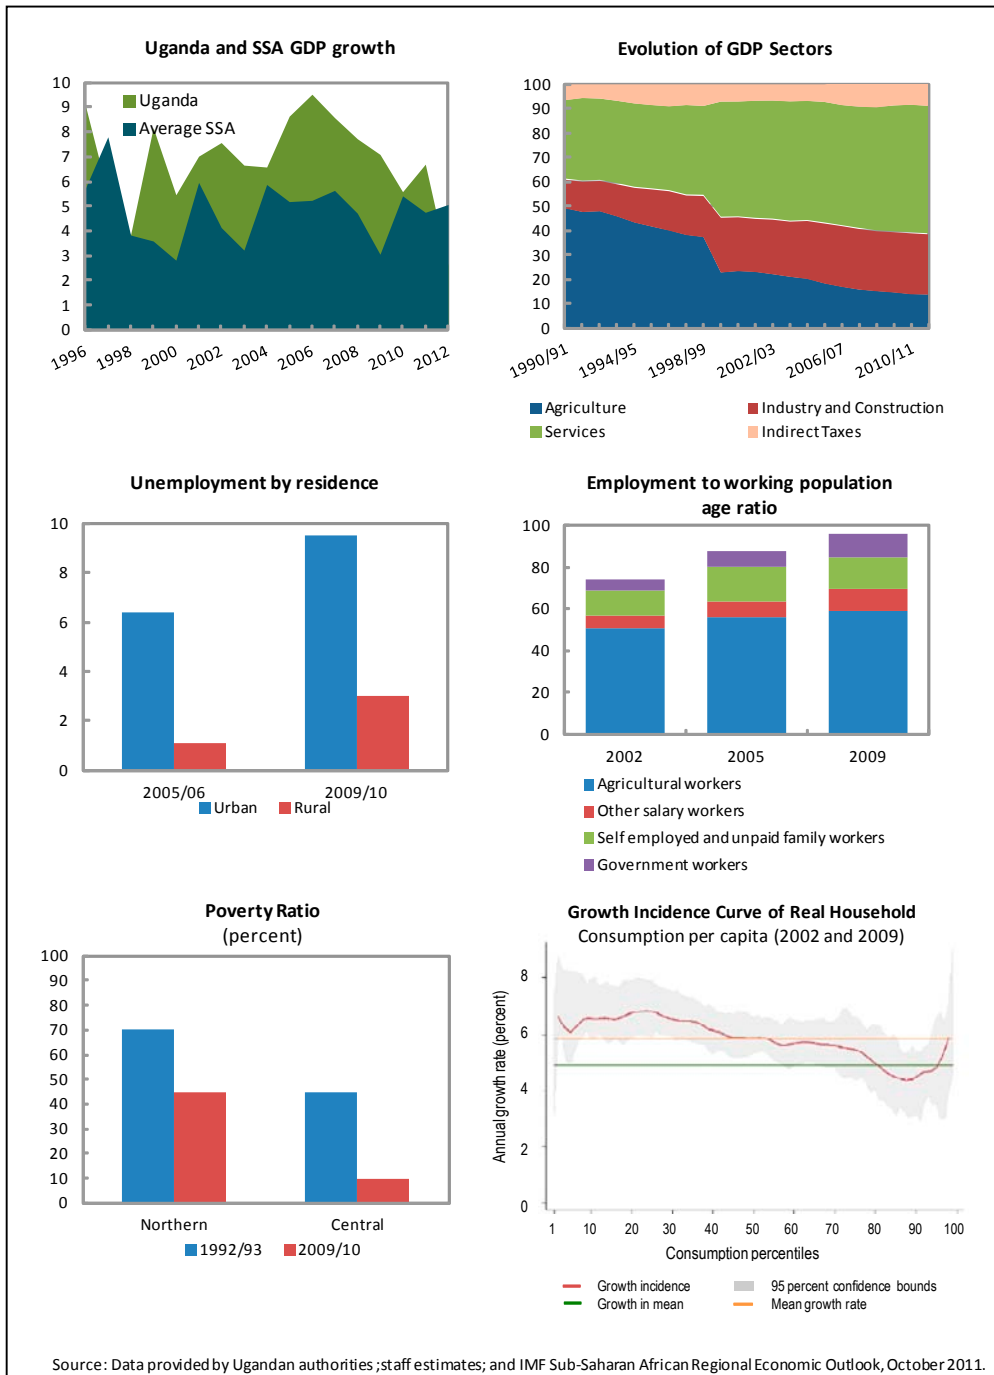 Uganda and SSA GDP growth
10
9
8
7
6
5
4
3
2
1
0
Uganda
Average SSA
1996
1998
2000
2002
2004
2006
2008
2010
2012
Evolution of GDP Sectors
100
90
80
70
60
50
40
30
20
10
0
1990/91
1994/95
1998/99
2002/03
2006/07
2010/11
Agriculture
Industry and Construction
Services
Indirect Taxes
Unemployment by residence
10
8
6
4
2
0
2005/06
2009/10
Urban
Rural
Employment to working population
age ratio
100
80
60
40
20
0
2002
2005
2009
Agricultural workers
Other salary workers
Self employed and unpaid family workers
Government workers
Poverty Ratio
(percent)
100
90
80
70
60
50
40
30
20
10
0
Northern
Central
1992/93
2009/10
Growth Incidence Curve of Real Household
Consumption per capita (2002 and 2009)
Annual growth rate (percent)
8
6
4
2
0
1
10
20
30
40
50
60
70
80
90
100
Consumption percentiles
Growth incidence
95 percent confidence bounds
Growth in mean
Mean growth rate
Source: Data provided by Ugandan authorities ;staff estimates; and IMF Sub-Saharan African Regional Economic Outlook, October 2011.